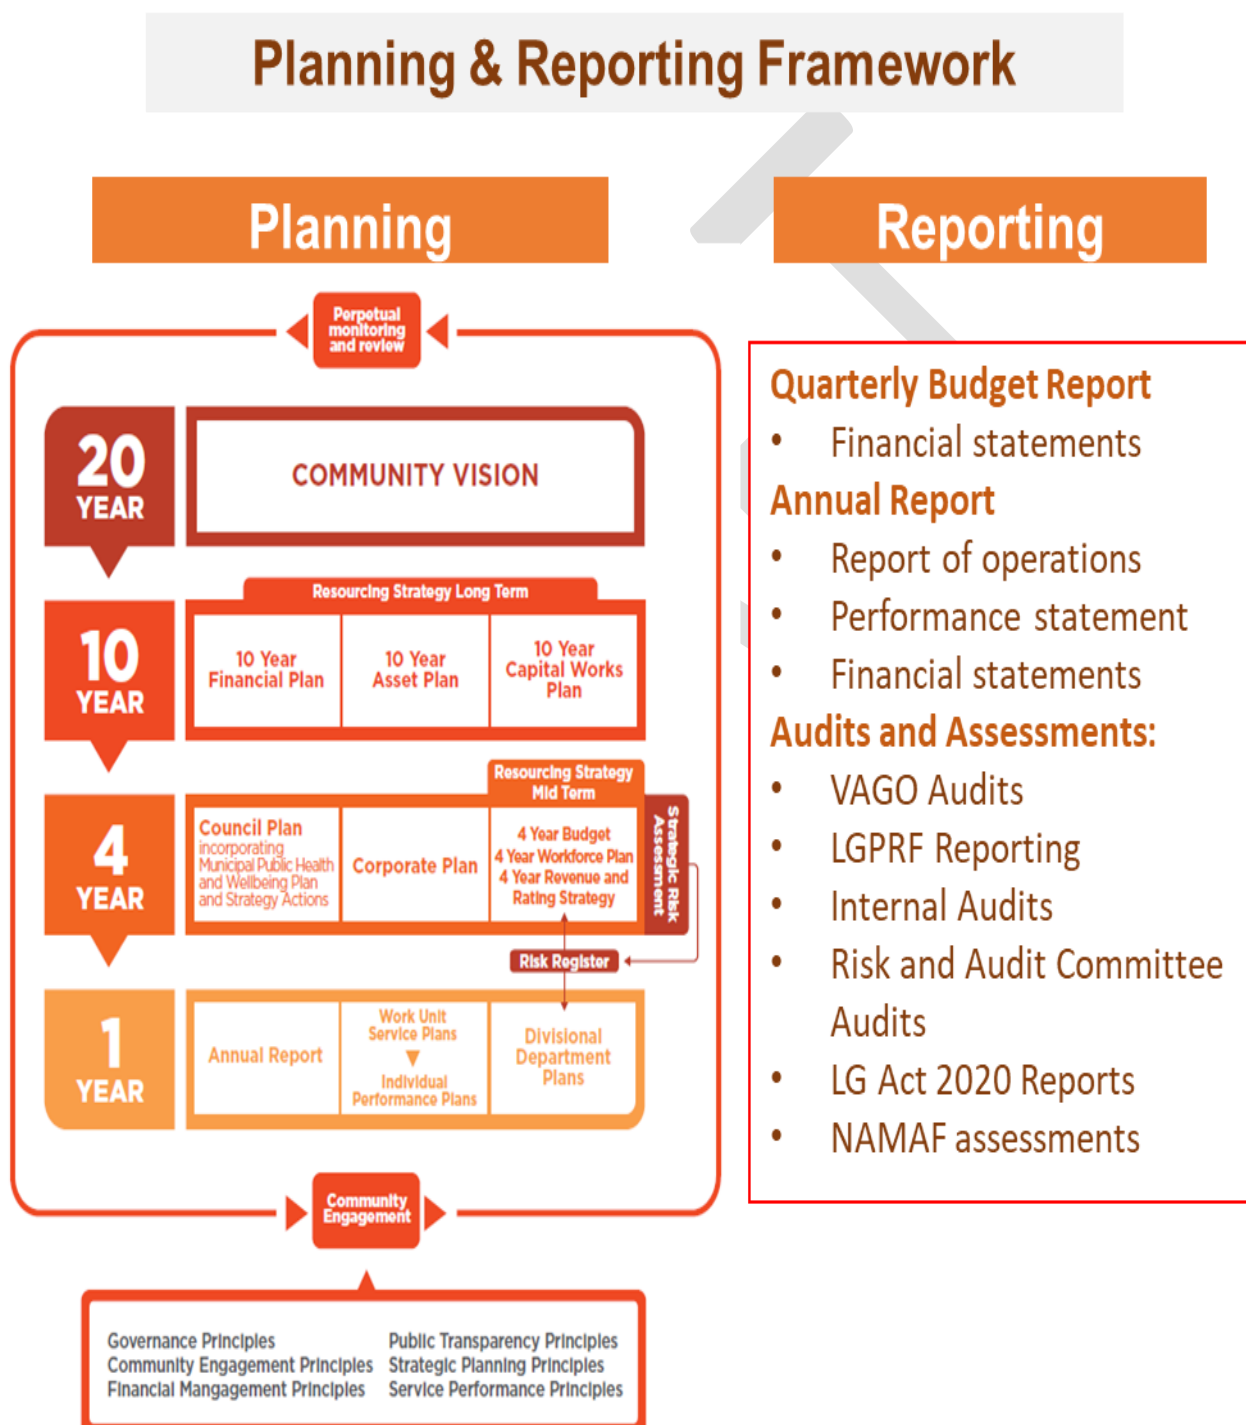 Planning & Reporting Framework
Planning
Reporting
Perpetual
monitoring
and review
20
YEAR
COMMUNITY VISION
Resourcing Strategy Long Term
10
YEAR
10 Year
Financial Plan
10 Year
Asset Plan
10 Year
Capital Works
Plan
Resourcing Strategy
Mid Term
4
YEAR
Council Plan
incorporating
Municipal Public Health
and Wellbeing Plan
and Strategy Actions
Corporate Plan
4 Year Budget
4 Year Workforce Plan
4 Year Revenue and
Rating Strategy
Strategic Risk
Assessment
Risk Register
1
YEAR
Annual Report
Work Unit
Service Plans
Individual
Performance Plans
Divisional
Department
Plans
Community
Engagement
Governance Principles
Community Engagement Principles
Financial Mangagement Principles
Public Transparency Principles
Strategic Planning Principles
Service Performance Principles
Quarterly Budget Report
• Financial statements
Annual Report
• Report of operations
• Performance statement
• Financial statements
Audits and Assessments:
• VAGO Audits
• LGPRF Reporting
• Internal Audits
• Risk and Audit Committee
Audits
• LG Act 2020 Reports
• NAMAF assessments